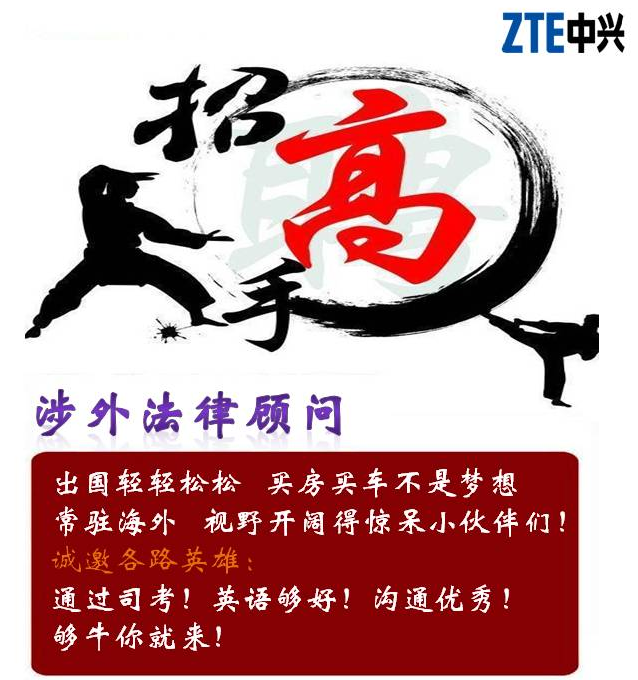 ZTE中兴
招
高
手
聘
涉外法律顾问
出国轻轻松松 买房买车不是梦想
常驻海外 视野开阔得惊呆小伙伴们！
诚邀各路英雄：
通过司考！英语够好！沟通优秀！
够牛你就来！